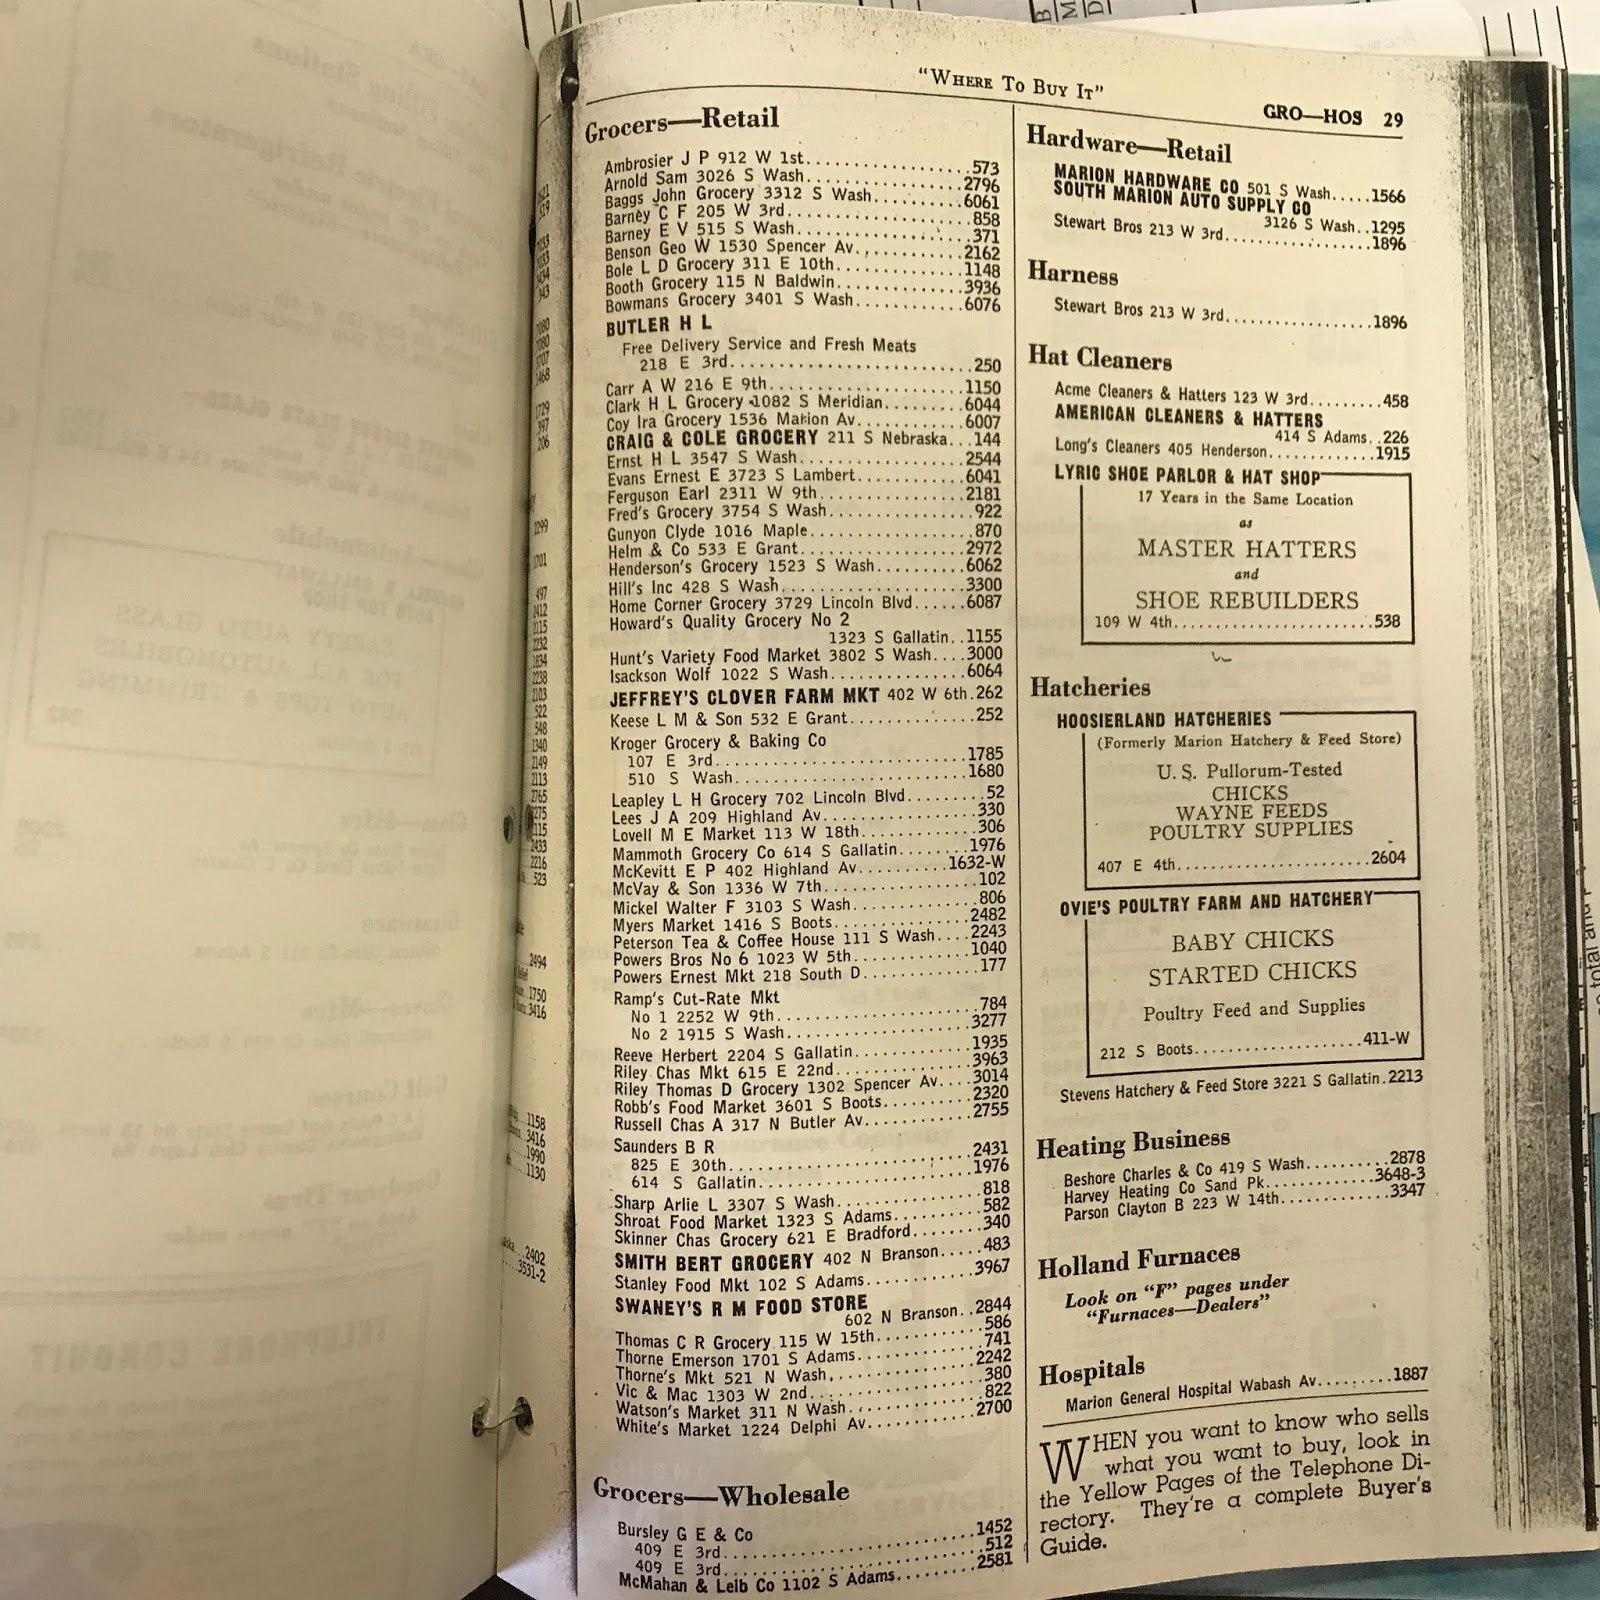 "WHERE TO BUY IT"
GRO—HOS 29
Grocers—Retail
Ambrosier J P 912 W 1st....................573
Arnold Sam 3026 S Wash....................2796
Baggs John Grocery 3312 S Wash............6061
Barney C F 205 W 3rd.......................858
Barney E V 515 S Wash......................371
Benson Geo W 1530 Spencer Av..............2162
Bole L D Grocery 311 E 10th...............1148
Booth Grocery 115 N Baldwin...............3936
Bowmans Grocery 3401 S Wash...............6076
BUTLER H L
Free Delivery Service and Fresh Meats
218 E 3rd..................................250
Carr A W 216 E 9th........................1150
Clark H L Grocery 1082 S Meridian.........6044
Coy Ira Grocery 1536 Marion Av............6007
CRAIG & COLE GROCERY 211 S Nebraska...144
Ernst H L 3547 S Wash.....................2544
Evans Ernest E 3723 S Lambert.............6041
Ferguson Earl 2311 W 9th..................2181
Fred's Grocery 3754 S Wash.................922
Gunyon Clyde 1016 Maple....................870
Helm & Co 533 E Grant.....................2972
Henderson's Grocery 1523 S Wash...........6062
Hill's Inc 428 S Wash.....................3300
Home Corner Grocery 3729 Lincoln Blvd......6087
Howard's Quality Grocery No 2
1323 S Gallatin..1155
Hunt's Variety Food Market 3802 S Wash....3000
Isackson Wolf 1022 S Wash.................6064
JEFFREY'S CLOVER FARM MKT 402 W 6th.262
Keese L M & Son 532 E Grant................252
Kroger Grocery & Baking Co
107 E 3rd.................................1785
510 S Wash................................1680
Leapley L H Grocery 702 Lincoln Blvd........52
Lees J A 209 Highland Av...................330
Lovell M E Market 113 W 18th...............306
Mammoth Grocery Co 614 S Gallatin.........1976
McKevitt E P 402 Highland Av............1632-W
McVay & Son 1336 W 7th.....................102
Mickel Walter F 3103 S Wash................806
Myers Market 1416 S Boots.................2482
Peterson Tea & Coffee House 111 S Wash....2243
Powers Bros No 6 1023 W 5th...............1040
Powers Ernest Mkt 218 South D..............177
Ramp's Cut-Rate Mkt
No 1 2252 W 9th............................784
No 2 1915 S Wash..........................3277
Reeve Herbert 2204 S Gallatin.............1935
Riley Chas Mkt 615 E 22nd.................3963
Riley Thomas D Grocery 1302 Spencer Av....3014
Robb's Food Market 3601 S Boots...........2320
Russell Chas A 317 N Butler Av............2755
Saunders B R
825 E 30th................................2431
614 S Gallatin............................1976
Sharp Arlie L 3307 S Wash..................818
Shroat Food Market 1323 S Adams............582
Skinner Chas Grocery 621 E Bradford........340
SMITH BERT GROCERY 402 N Branson.....483
Stanley Food Mkt 102 S Adams..............3967
SWANEY'S R M FOOD STORE
602 N Branson..2844
Thomas C R Grocery 115 W 15th..............586
Thorne Emerson 1701 S Adams................741
Thorne's Mkt 521 N Wash...................2242
Vic & Mac 1303 W 2nd.......................380
Watson's Market 311 N Wash.................822
White's Market 1224 Delphi Av.............2700
Grocers—Wholesale
Bursley G E & Co
409 E 3rd.................................1452
409 E 3rd..................................512
McMahan & Leib Co 1102 S Adams............2581
Hardware—Retail
MARION HARDWARE CO 501 S Wash.....1566
SOUTH MARION AUTO SUPPLY CO
3126 S Wash..1295
Stewart Bros 213 W 3rd....................1896
Harness
Stewart Bros 213 W 3rd....................1896
Hat Cleaners
Acme Cleaners & Hatters 123 W 3rd..........458
AMERICAN CLEANERS & HATTERS
414 S Adams..226
Long's Cleaners 405 Henderson.............1915
LYRIC SHOE PARLOR & HAT SHOP
17 Years in the Same Location
as
MASTER HATTERS
and
SHOE REBUILDERS
109 W 4th..................................538
Hatcheries
HOOSIERLAND HATCHERIES
(Formerly Marion Hatchery & Feed Store)
U. S. Pullorum-Tested
CHICKS
WAYNE FEEDS
POULTRY SUPPLIES
407 E 4th.................................2604
OVIE'S POULTRY FARM AND HATCHERY
BABY CHICKS
STARTED CHICKS
Poultry Feed and Supplies
212 S Boots..............................411-W
Stevens Hatchery & Feed Store 3221 S Gallatin.2213
Heating Business
Beshore Charles & Co 419 S Wash...........2878
Harvey Heating Co Sand Pk...............3648-3
Parson Clayton B 223 W 14th...............3347
Holland Furnaces
Look on "F" pages under
"Furnaces—Dealers"
Hospitals
Marion General Hospital Wabash Av.........1887
WHEN you want to know who sells
what you want to buy, look in
the Yellow Pages of the Telephone Di-
rectory. They're a complete Buyer's
Guide.